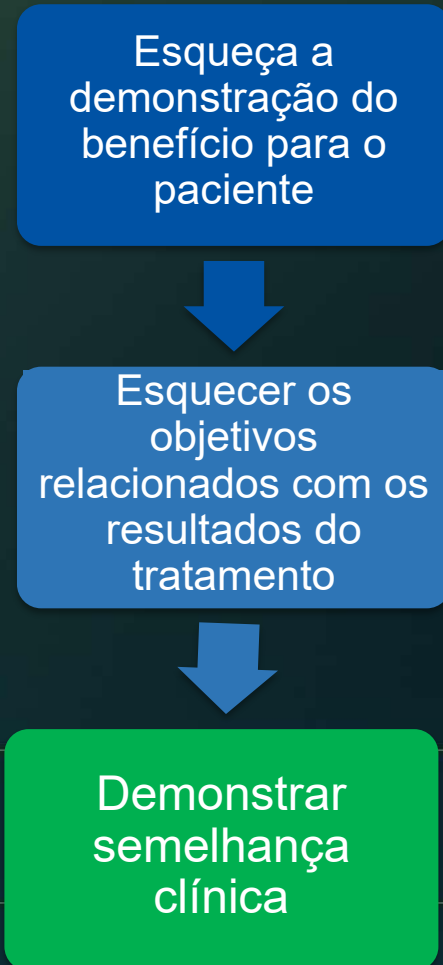 Esqueça a
demonstração do
benefício para o
paciente
Esquecer os
objetivos
relacionados com os
resultados do
tratamento
Demonstrar
semelhança
clínica